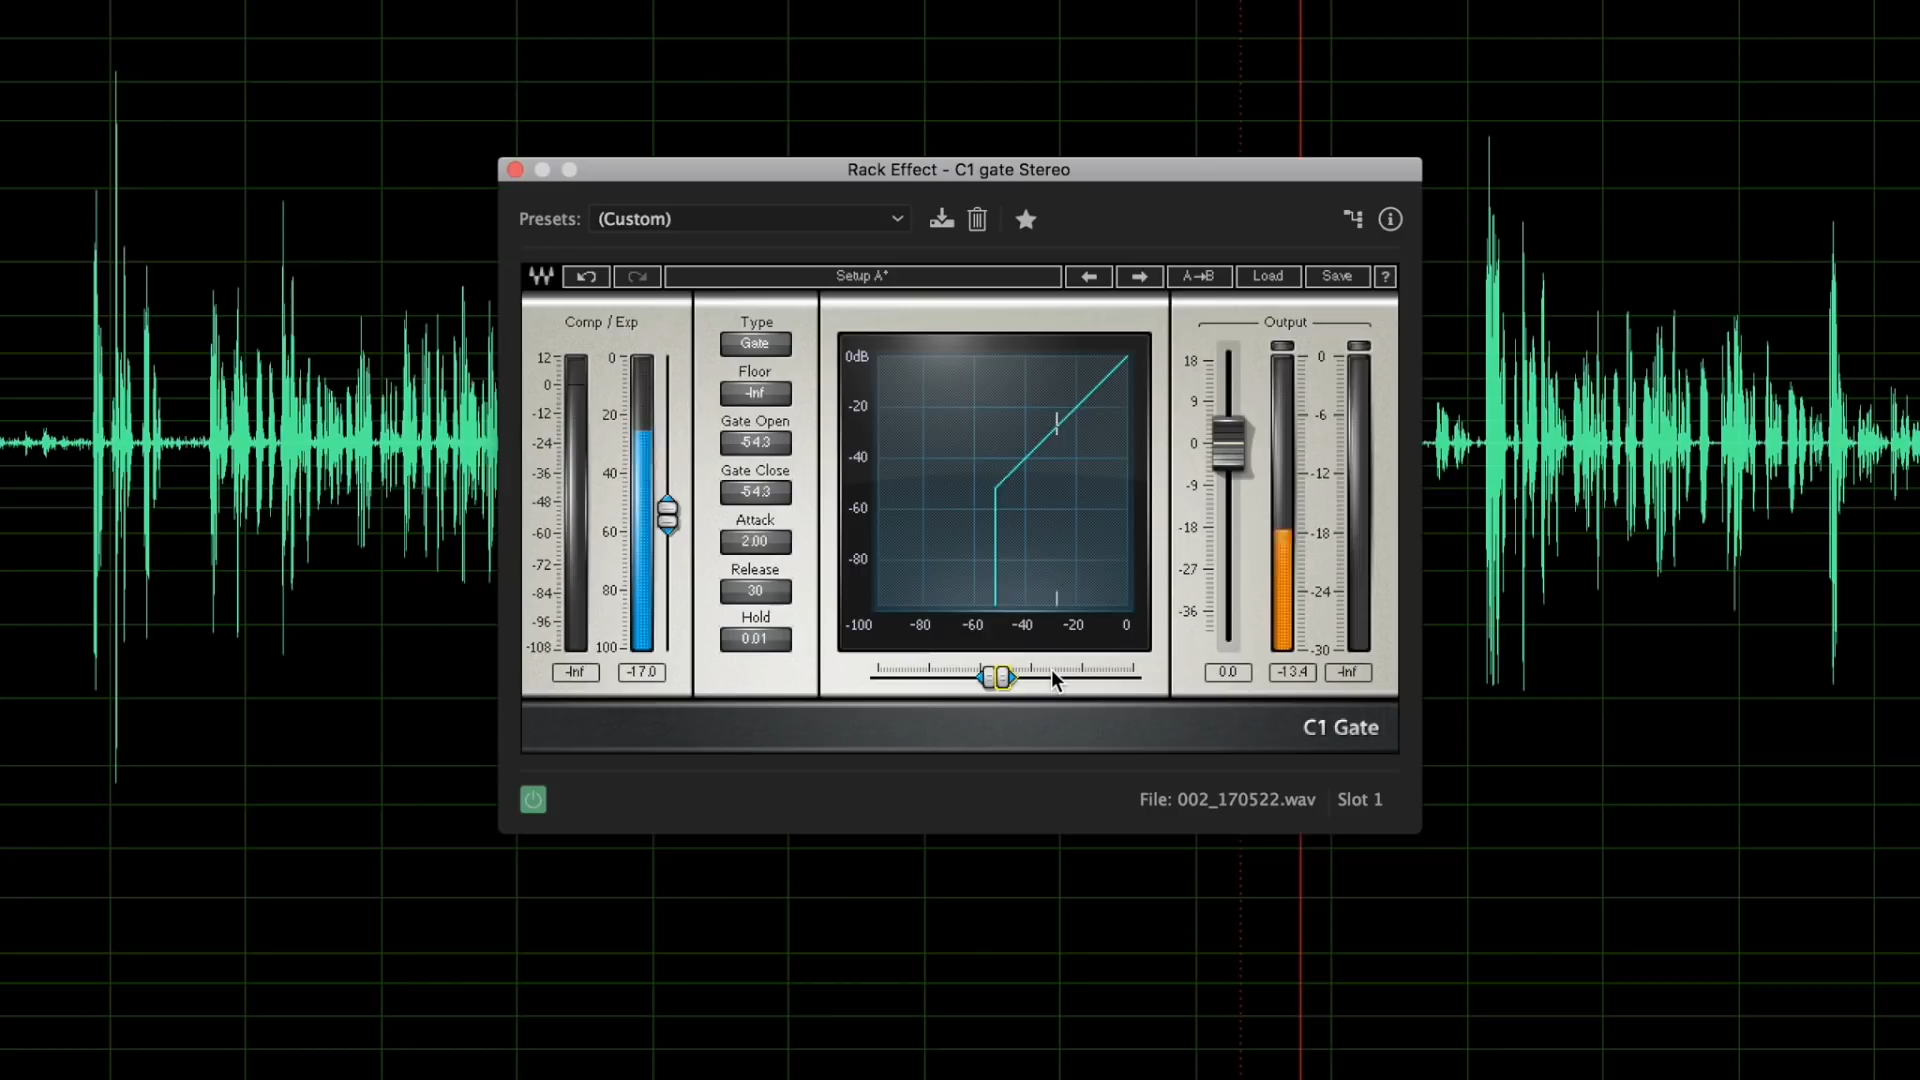 Rack Effect - C1 gate Stereo
Presets: (Custom)
Setup A* A→B Load Save ?
Comp / Exp
12 0
0
-12 20
-24
-36 40
-48
-60 60
-72
-84 80
-96
-108 100
-Inf -17.0
Type
Gate
Floor
-Inf
Gate Open
-54.3
Gate Close
-54.3
Attack
2.00
Release
30
Hold
0.01
0dB
-20
-40
-60
-80
-100 -80 -60 -40 -20 0
Output
18 0
9 -6
0
-9 -12
-18 -18
-27 -24
-36 -30
0.0 -13.4 -Inf
C1 Gate
File: 002_170522.wav Slot 1